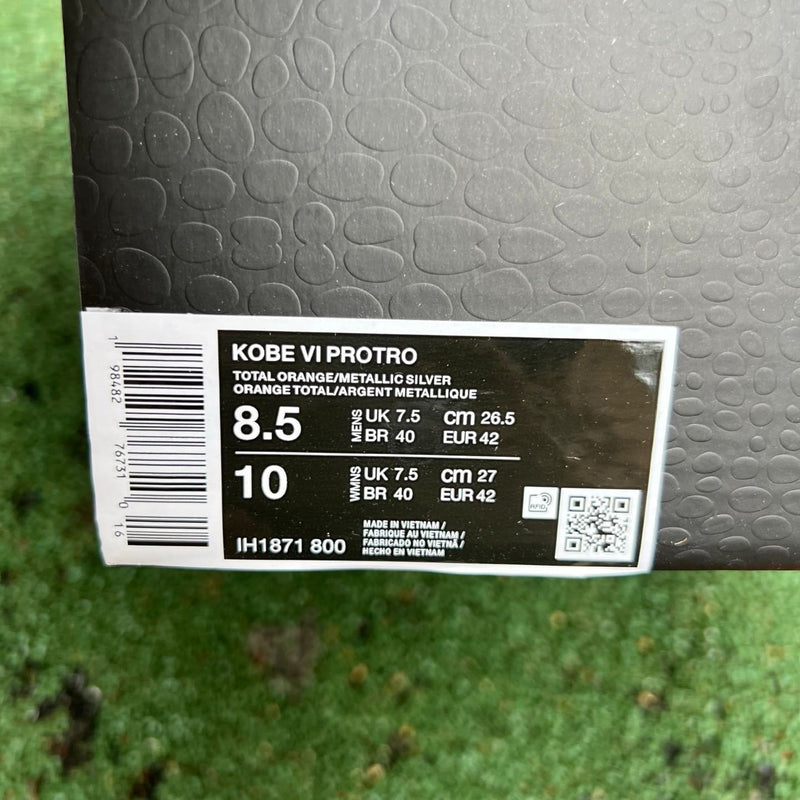 1 98482 76731 0 16
KOBE VI PROTRO
TOTAL ORANGE/METALLIC SILVER
ORANGE TOTAL/ARGENT METALLIQUE
8.5 MENS UK 7.5 cm 26.5
BR 40 EUR 42
10 WMNS UK 7.5 cm 27
BR 40 EUR 42
RFID
IH1871 800
MADE IN VIETNAM /
FABRIQUE AU VIETNAM /
FABRICADO NO VIETNÃ /
HECHO EN VIETNAM